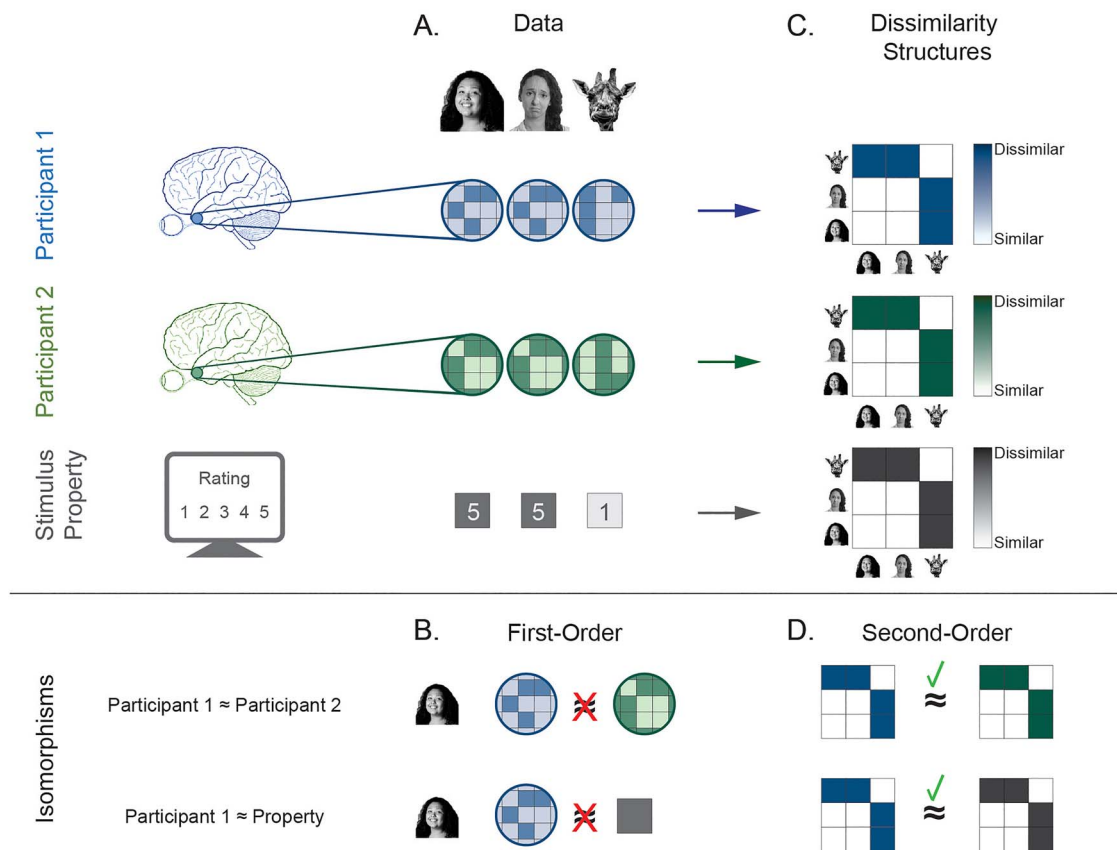 A.
Data
C.
Dissimilarity
Structures
Participant 1
Dissimilar
Similar
Participant 2
Dissimilar
Similar
Stimulus
Property
Rating
1 2 3 4 5
5
5
1
Dissimilar
Similar
Isomorphisms
B.
First-Order
D.
Second-Order
Participant 1 ≈ Participant 2
≈
≈
Participant 1 ≈ Property
≈
≈